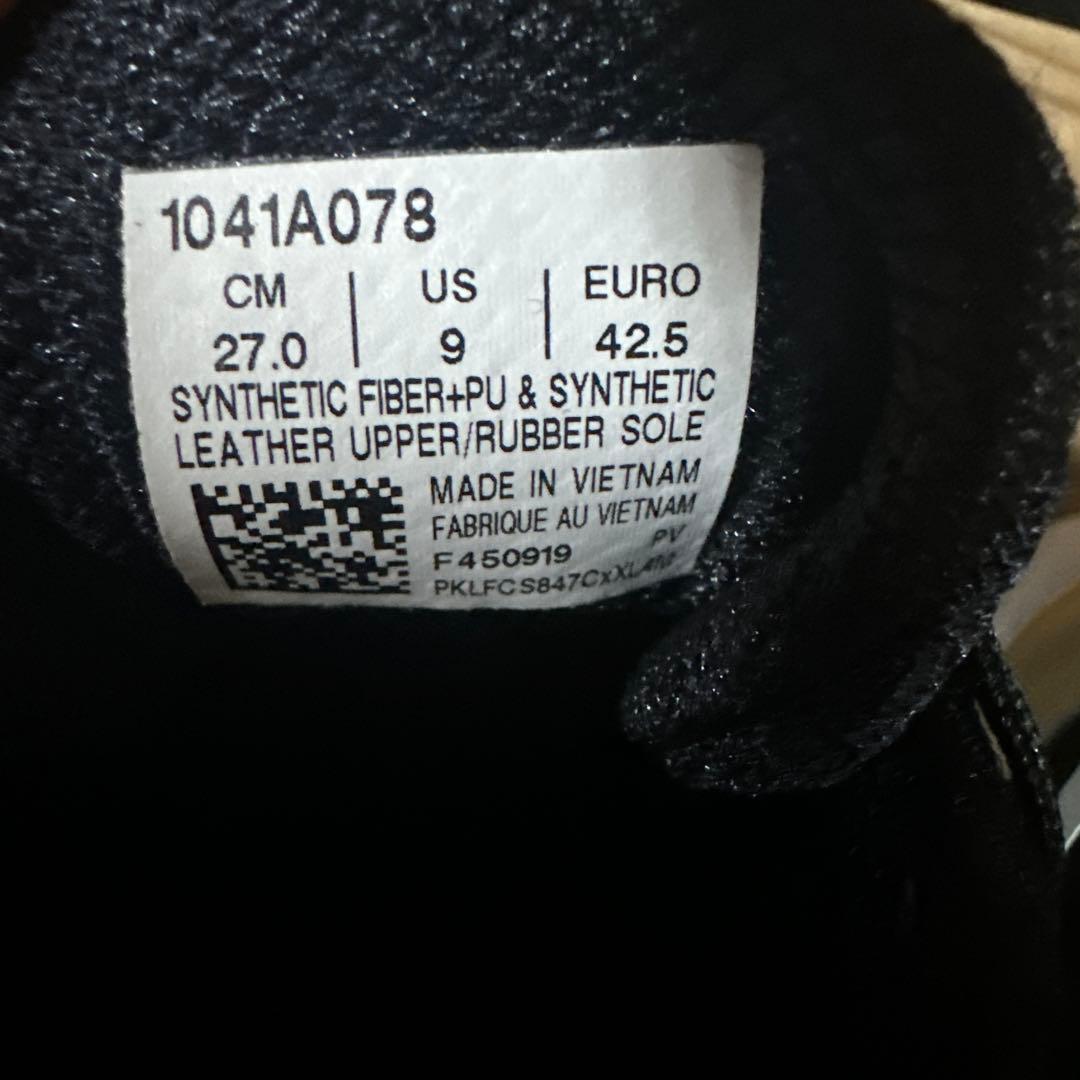 1041A078
CM | US | EURO
27.0 | 9 | 42.5
SYNTHETIC FIBER+PU & SYNTHETIC
LEATHER UPPER/RUBBER SOLE
MADE IN VIETNAM
FABRIQUE AU VIETNAM
F450919 PV